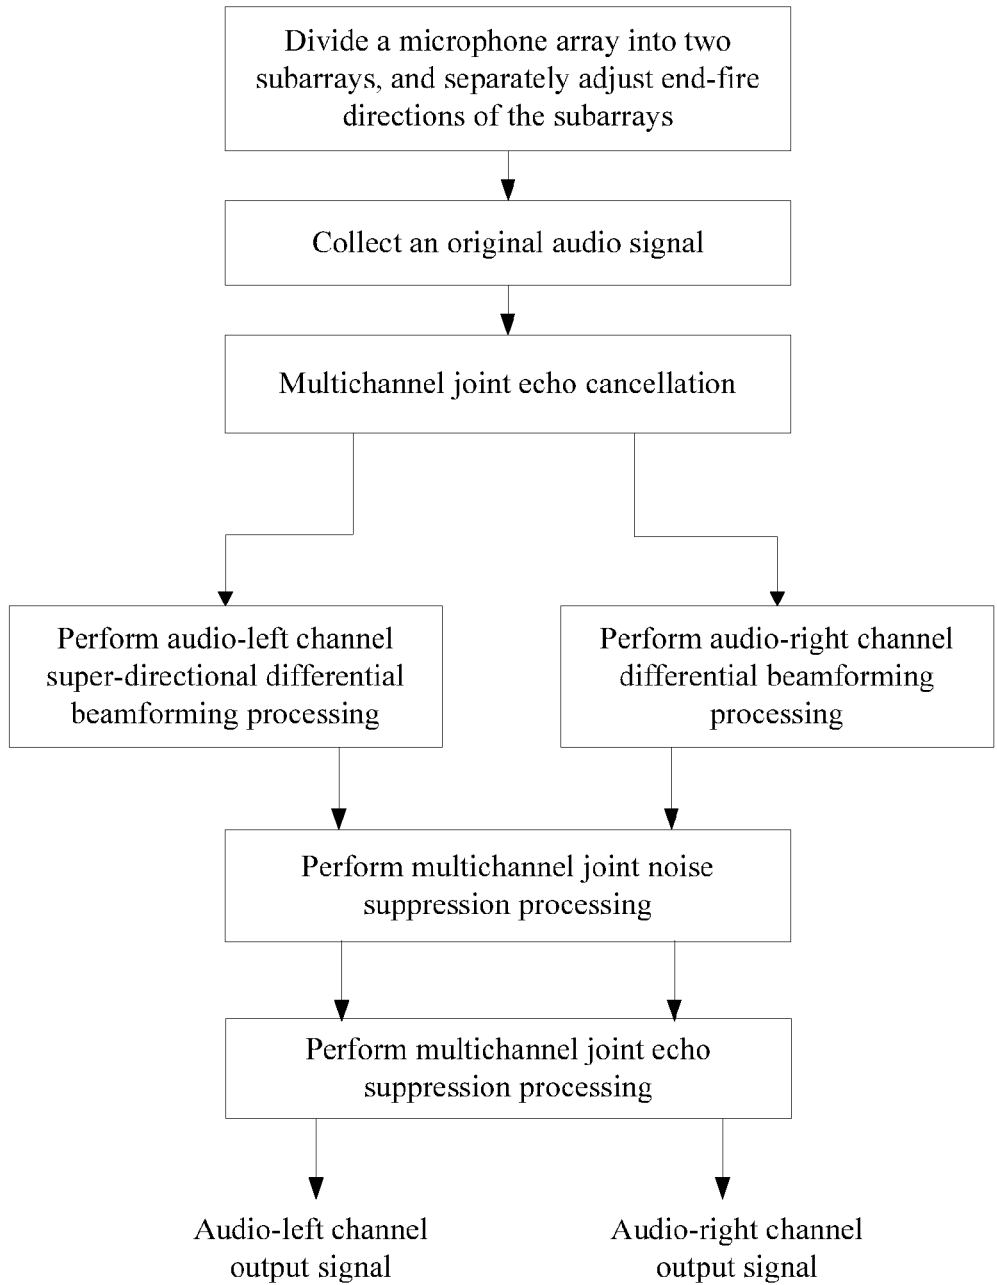 Divide a microphone array into two
subarrays, and separately adjust end-fire
directions of the subarrays
Collect an original audio signal
Multichannel joint echo cancellation
Perform audio-left channel
super-directional differential
beamforming processing
Perform audio-right channel
differential beamforming
processing
Perform multichannel joint noise
suppression processing
Perform multichannel joint echo
suppression processing
Audio-left channel
output signal
Audio-right channel
output signal